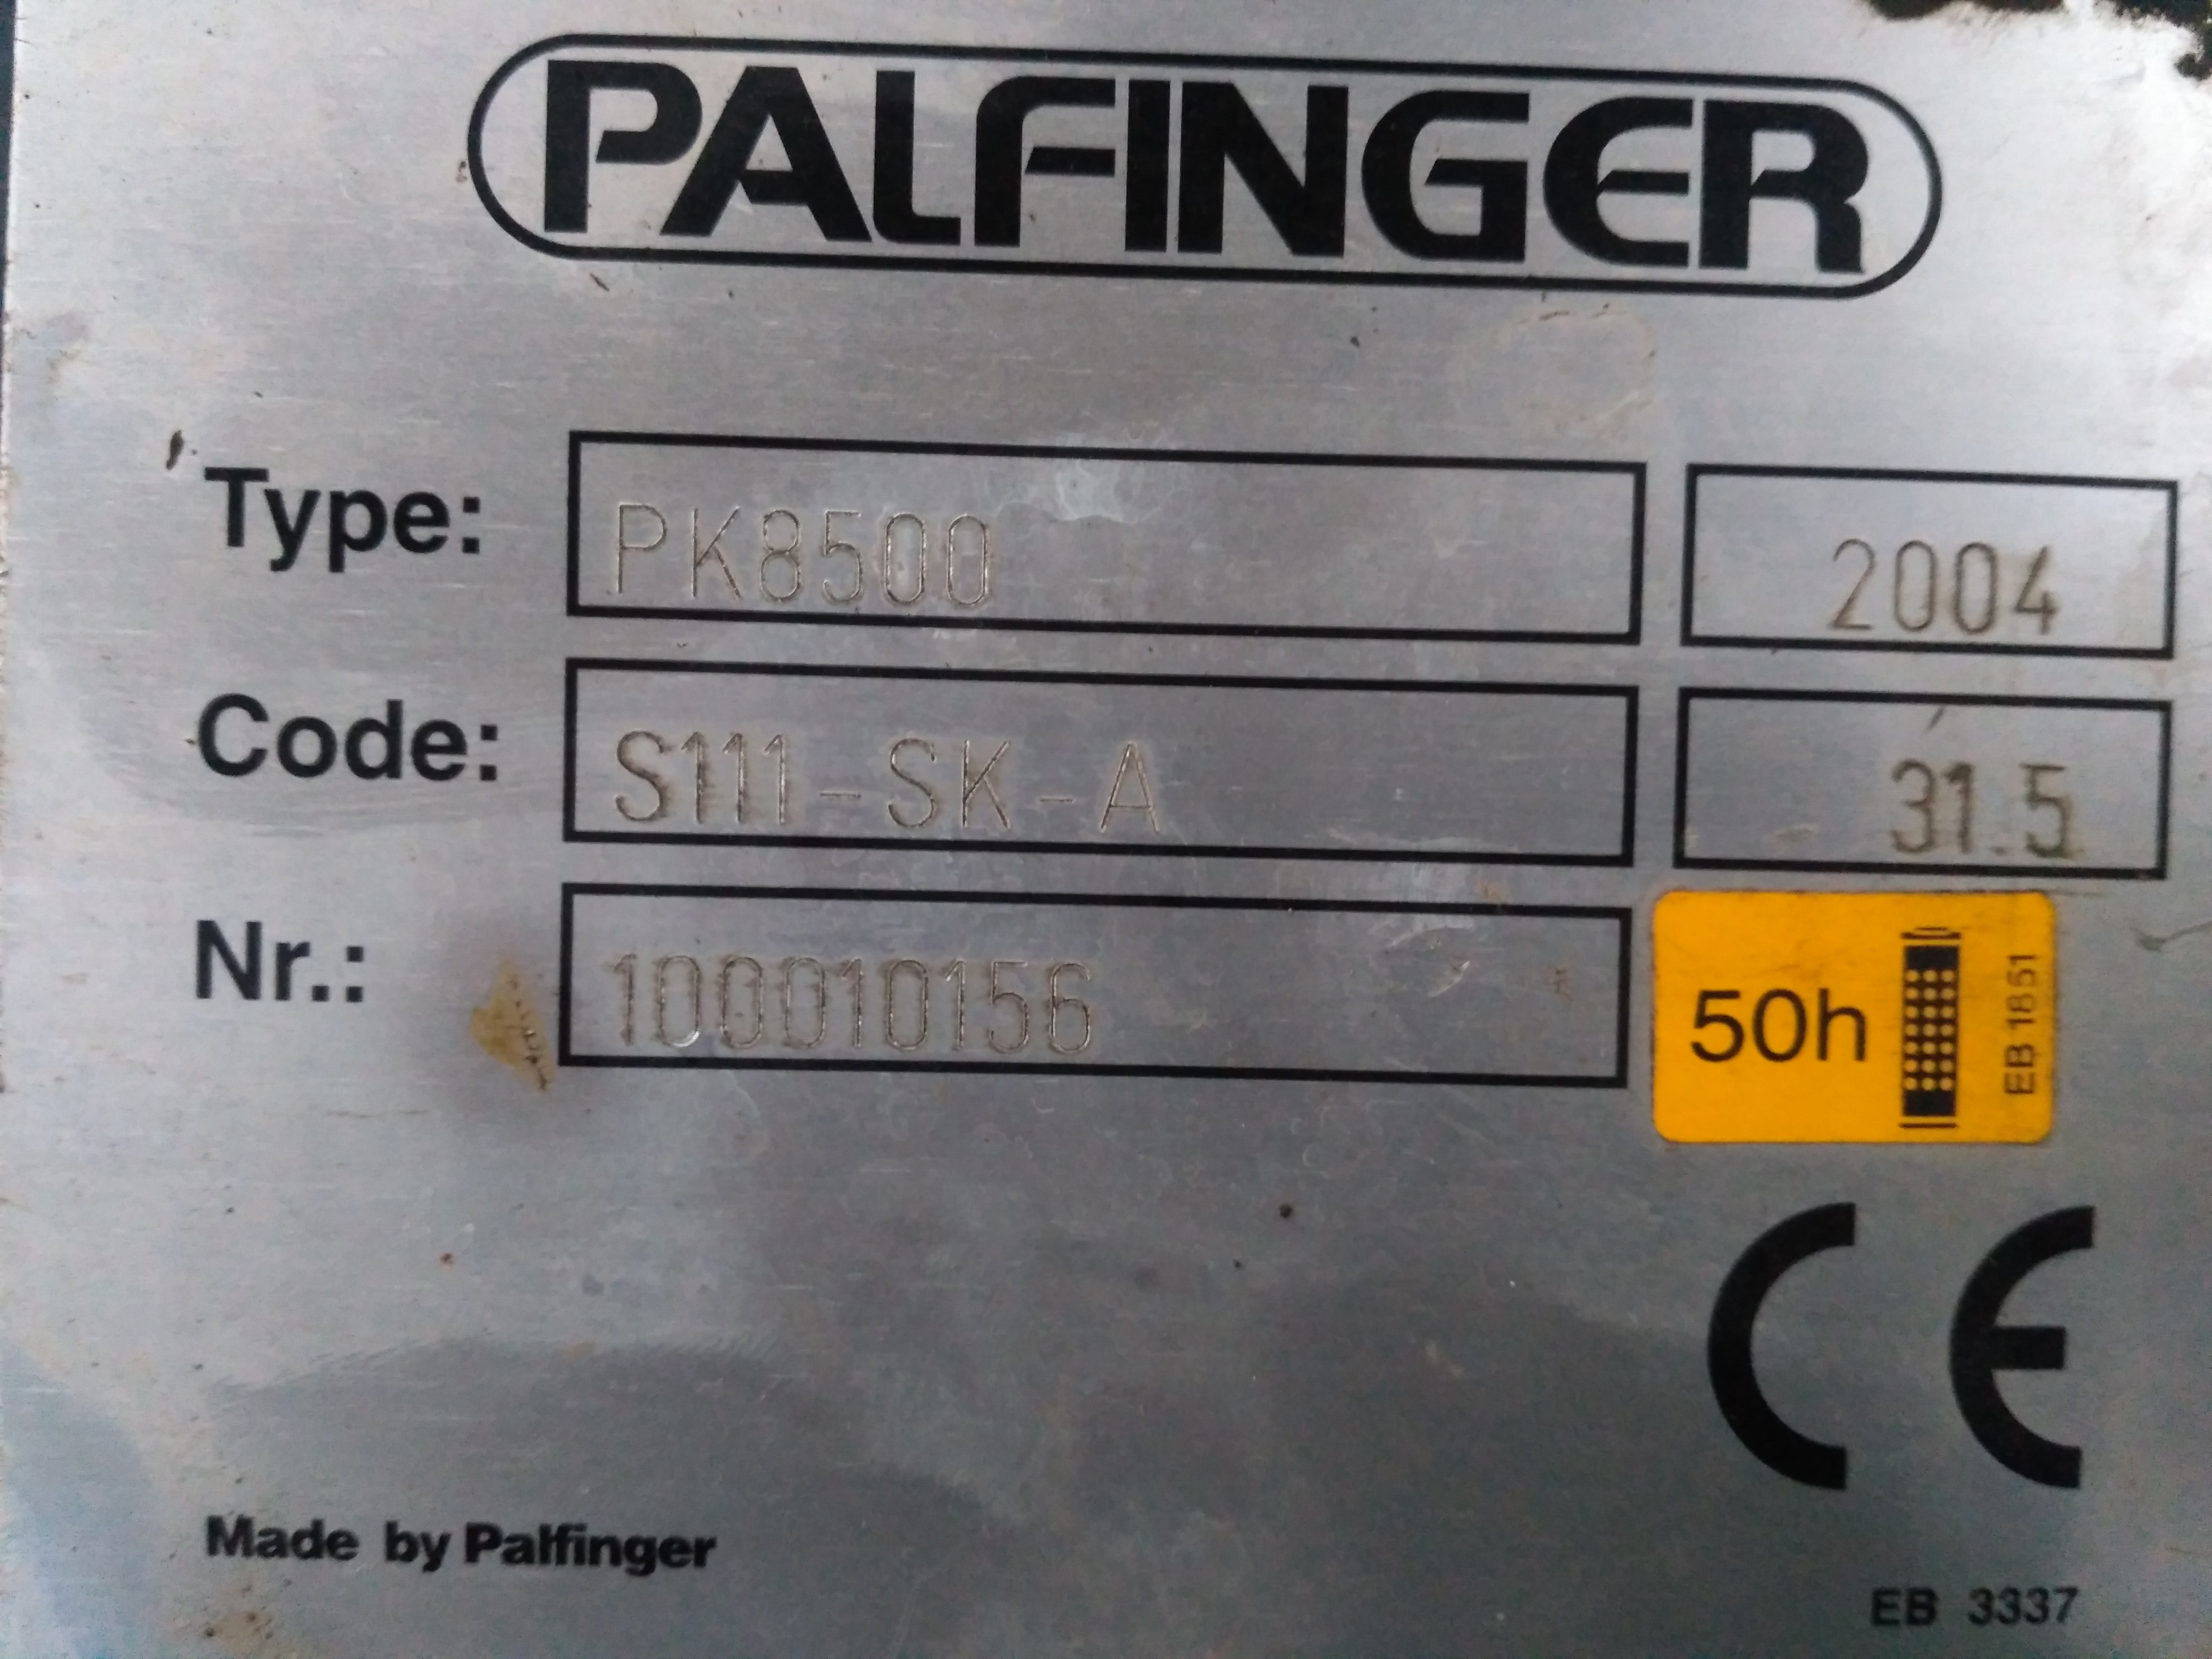 PALFINGER
Type: PK8500 2004
Code: S111-SK-A 31.5
Nr.: 100010156
50h EB 1851
CE
Made by Palfinger
EB 3337